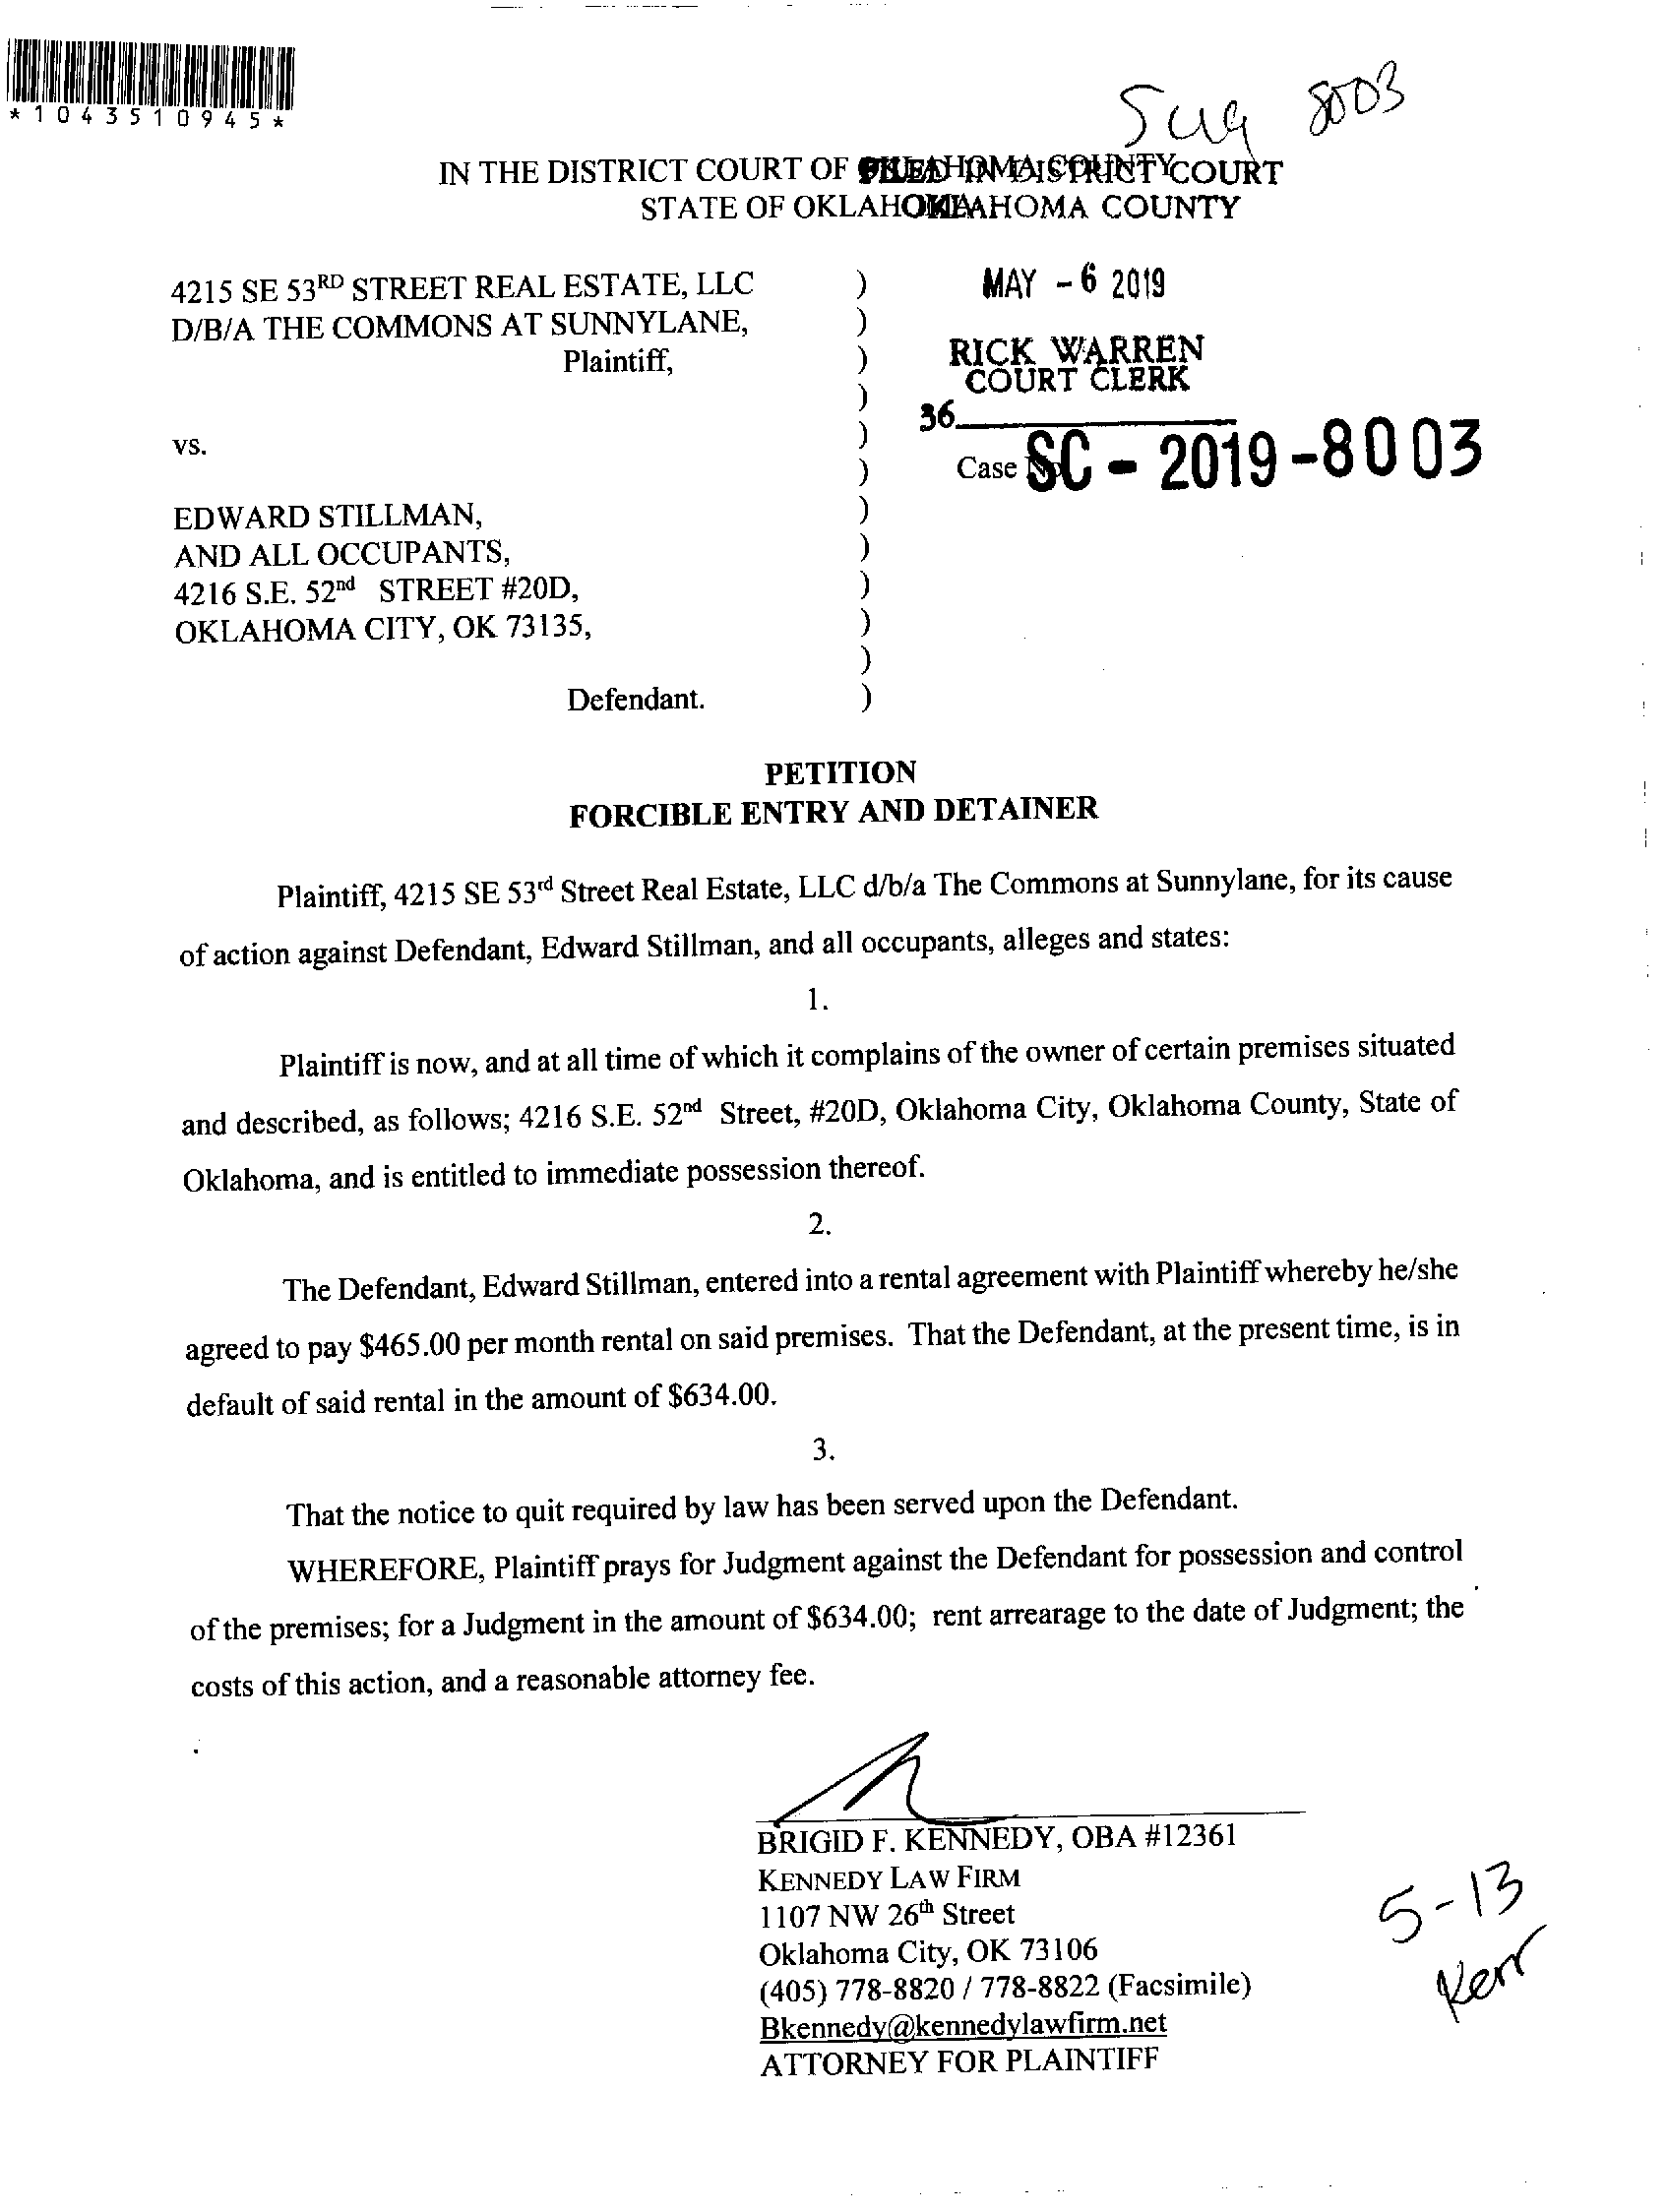 *1043510945*
8003
IN THE DISTRICT COURT OF OKLAHOMA COUNTY
FILED IN DISTRICT COURT
STATE OF OKLAHOMA
OKLAHOMA COUNTY
4215 SE 53RD STREET REAL ESTATE, LLC )
D/B/A THE COMMONS AT SUNNYLANE, )
Plaintiff, )
)
vs. )
)
EDWARD STILLMAN, )
AND ALL OCCUPANTS, )
4216 S.E. 52nd STREET #20D, )
OKLAHOMA CITY, OK 73135, )
)
Defendant. )
MAY - 6 2019
RICK WARREN
COURT CLERK
36
Case No. SC - 2019 - 8003
PETITION
FORCIBLE ENTRY AND DETAINER
Plaintiff, 4215 SE 53rd Street Real Estate, LLC d/b/a The Commons at Sunnylane, for its cause
of action against Defendant, Edward Stillman, and all occupants, alleges and states:
1.
Plaintiff is now, and at all time of which it complains of the owner of certain premises situated
and described, as follows; 4216 S.E. 52nd Street, #20D, Oklahoma City, Oklahoma County, State of
Oklahoma, and is entitled to immediate possession thereof.
2.
The Defendant, Edward Stillman, entered into a rental agreement with Plaintiff whereby he/she
agreed to pay $465.00 per month rental on said premises. That the Defendant, at the present time, is in
default of said rental in the amount of $634.00.
3.
That the notice to quit required by law has been served upon the Defendant.
WHEREFORE, Plaintiff prays for Judgment against the Defendant for possession and control
of the premises; for a Judgment in the amount of $634.00; rent arrearage to the date of Judgment; the
costs of this action, and a reasonable attorney fee.
BRIGID F. KENNEDY, OBA #12361
KENNEDY LAW FIRM
1107 NW 26th Street
Oklahoma City, OK 73106
(405) 778-8820 / 778-8822 (Facsimile)
Bkennedy@kennedylawfirm.net
ATTORNEY FOR PLAINTIFF
5-13
Kerr